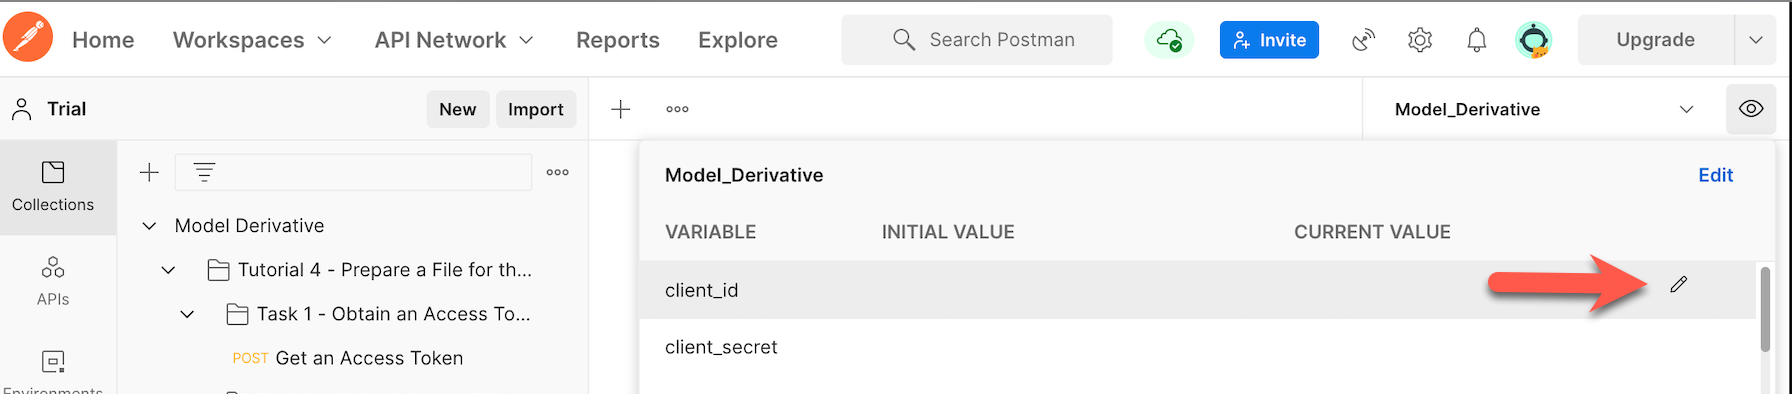 Home Workspaces API Network Reports Explore Search Postman Invite Upgrade
Trial New Import Model_Derivative
Collections
APIs
Environments
Model Derivative
Tutorial 4 - Prepare a File for th...
Task 1 - Obtain an Access To...
POST Get an Access Token
Model_Derivative Edit
VARIABLE INITIAL VALUE CURRENT VALUE
client_id
client_secret